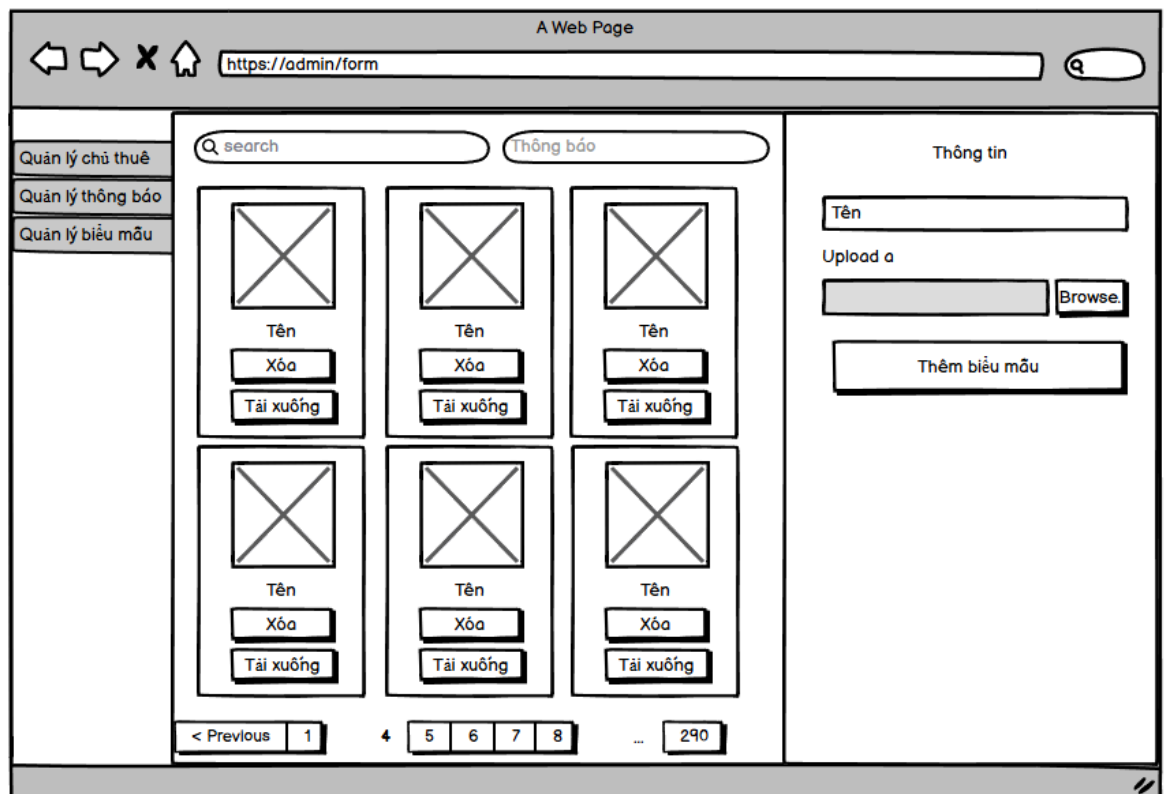 A Web Page
https://admin/form
Quản lý chủ thuê
Quản lý thông báo
Quản lý biểu mẫu
search
Thông báo
Tên
Tên
Tên
Xóa
Xóa
Xóa
Tải xuống
Tải xuống
Tải xuống
Tên
Tên
Tên
Xóa
Xóa
Xóa
Tải xuống
Tải xuống
Tải xuống
< Previous 1 4 5 6 7 8 ... 290
Thông tin
Tên
Upload a
Browse.
Thêm biểu mẫu